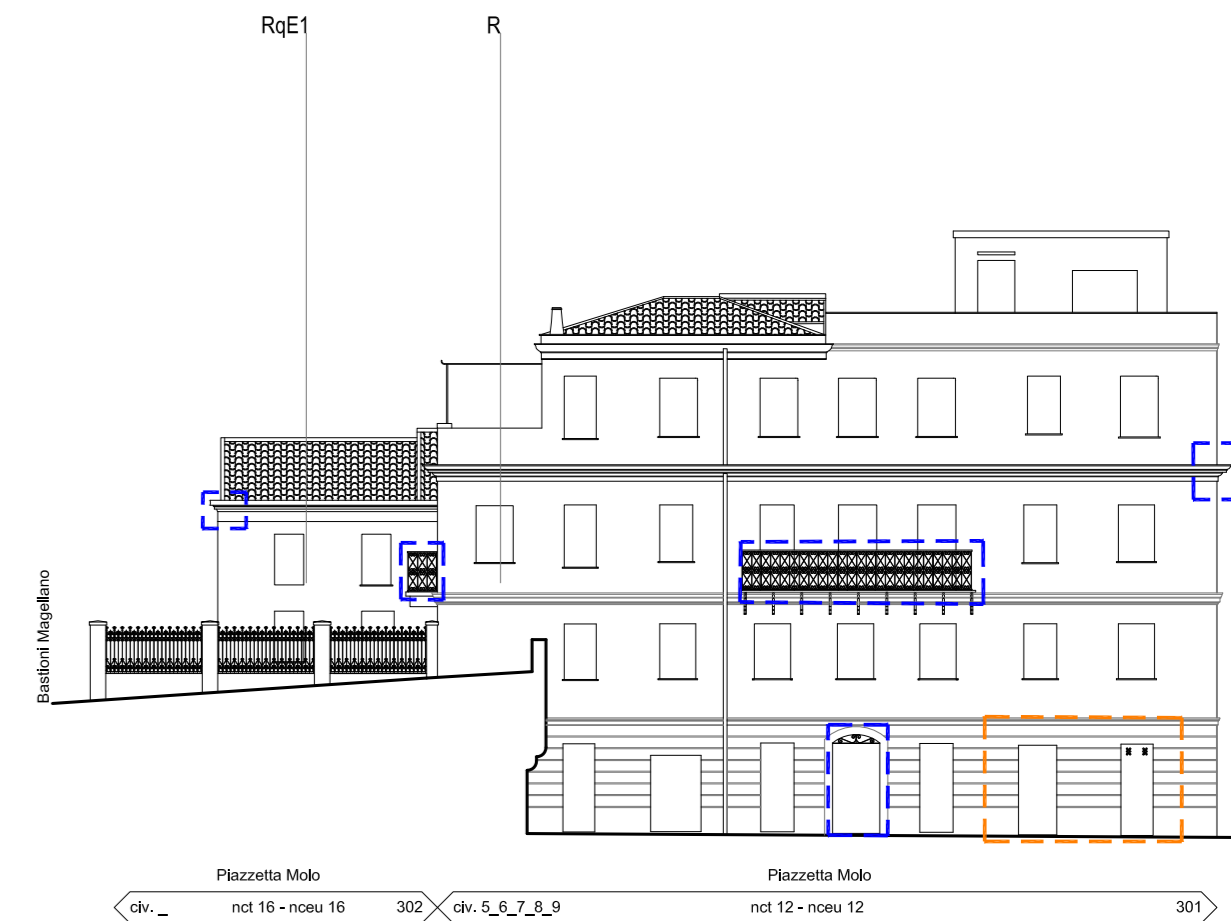 RqE1
R
Bastioni Magellano
Piazzetta Molo
Piazzetta Molo
civ. _ nct 16 - nceu 16 302
civ. 5_6_7_8_9 nct 12 - nceu 12 301